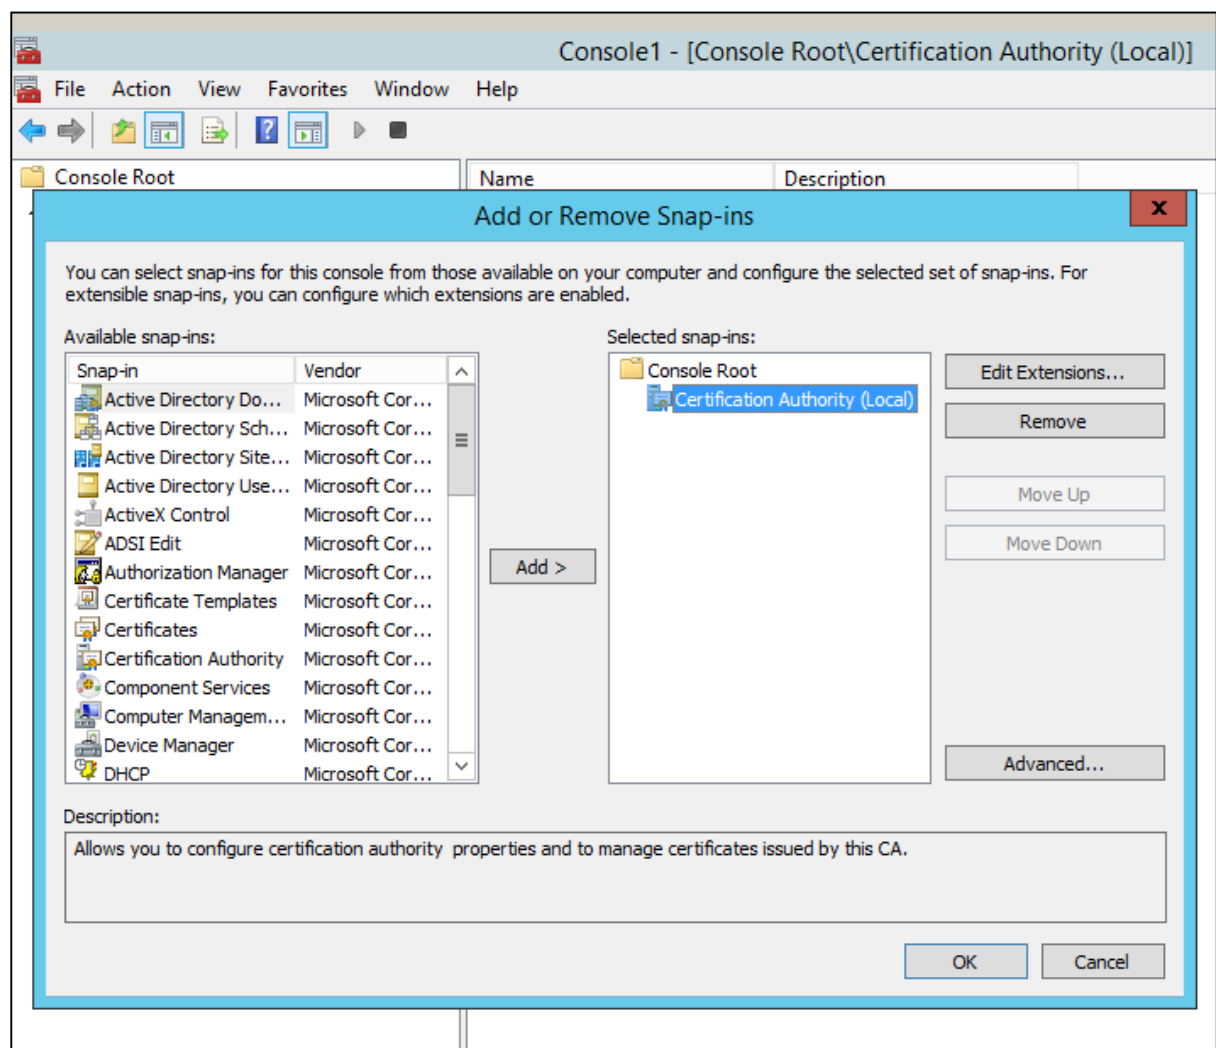 Console1 - [Console Root\Certification Authority (Local)]
File Action View Favorites Window Help
Console Root
Name Description
Add or Remove Snap-ins
x
You can select snap-ins for this console from those available on your computer and configure the selected set of snap-ins. For
extensible snap-ins, you can configure which extensions are enabled.
Available snap-ins:
Snap-in Vendor
Active Directory Do... Microsoft Cor...
Active Directory Sch... Microsoft Cor...
Active Directory Site... Microsoft Cor...
Active Directory Use... Microsoft Cor...
ActiveX Control Microsoft Cor...
ADSI Edit Microsoft Cor...
Authorization Manager Microsoft Cor...
Certificate Templates Microsoft Cor...
Certificates Microsoft Cor...
Certification Authority Microsoft Cor...
Component Services Microsoft Cor...
Computer Managem... Microsoft Cor...
Device Manager Microsoft Cor...
DHCP Microsoft Cor...
Add >
Selected snap-ins:
Console Root
Certification Authority (Local)
Edit Extensions...
Remove
Move Up
Move Down
Advanced...
Description:
Allows you to configure certification authority properties and to manage certificates issued by this CA.
OK Cancel